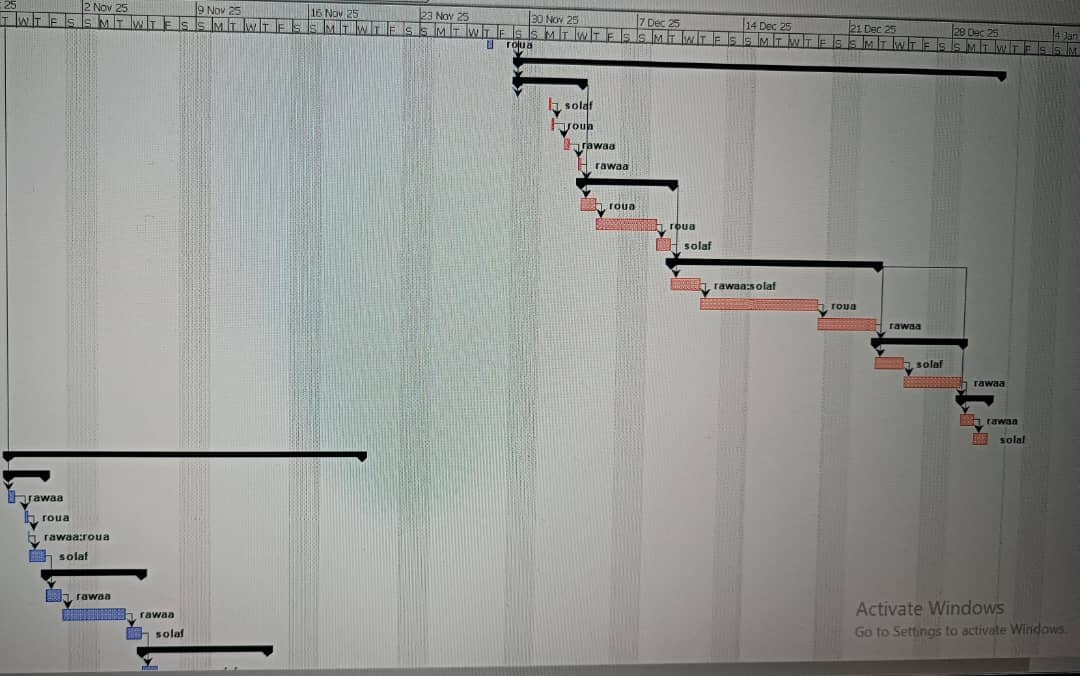 25 2 Nov 25 9 Nov 25 16 Nov 25 23 Nov 25 30 Nov 25 7 Dec 25 14 Dec 25 21 Dec 25 28 Dec 25 4 Jan
T W T F S S M T W T F S S M T W T F S S M T W T F S S M T W T F S S M T W T F S S M T W T F S S M T W T F S S M T W T F S S M T W T F S S M
roua
solaf
roua
rawaa
rawaa
roua
roua
solaf
rawaa;solaf
roua
rawaa
solaf
rawaa
rawaa
solaf
rawaa
roua
rawaa;roua
solaf
rawaa
rawaa
solaf
Activate Windows
Go to Settings to activate Windows.